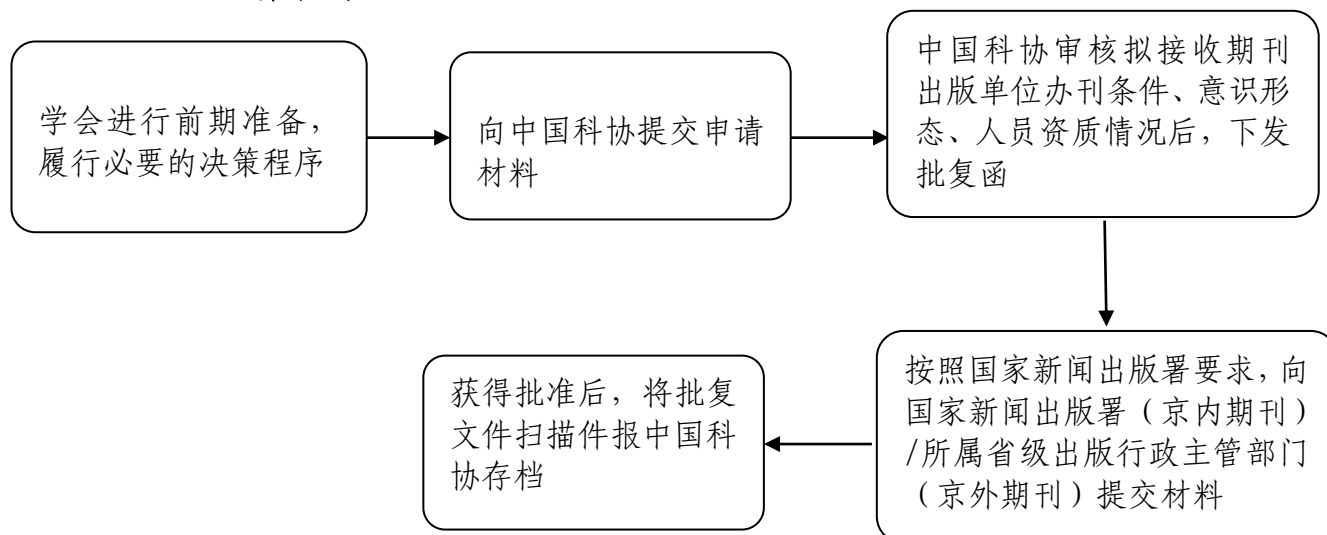 学会进行前期准备，
履行必要的决策程序
向中国科协提交申请
材料
中国科协审核拟接收期刊
出版单位办刊条件、意识形
态、人员资质情况后，下发
批复函
按照国家新闻出版署要求，向
国家新闻出版署（京内期刊）
/所属省级出版行政主管部门
（京外期刊）提交材料
获得批准后，将批复
文件扫描件报中国科
协存档